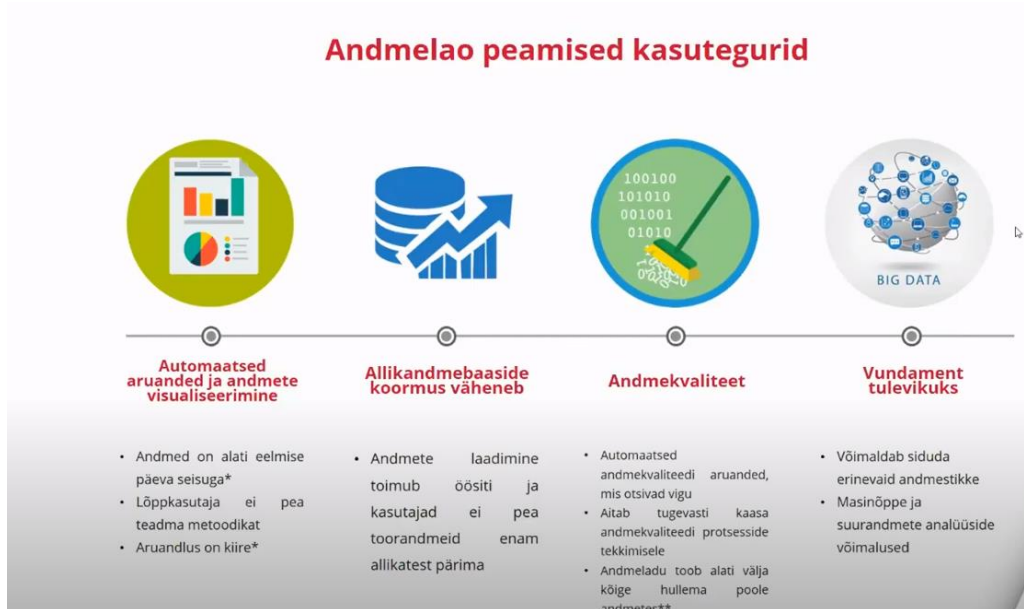 Andmelao peamised kasutegurid
100100
101010
001001
01010
BIG DATA
Automaatsed
aruanded ja andmete
visualiseerimine
• Andmed on alati eelmise
päeva seisuga*
• Lõppkasutaja ei pea
teadma metoodikat
• Aruandlus on kiire*
Allikandmebaaside
koormus väheneb
• Andmete laadimine
toimub öösiti ja
kasutajad ei pea
toorandmeid enam
allikatest pärima
Andmekvaliteet
• Automaatsed
andmekvaliteedi aruanded,
mis otsivad vigu
• Aitab tugevasti kaasa
andmekvaliteedi protsesside
tekkimisele
• Andmeladu toob alati välja
kõige hullema poole
andmetes**
Vundament
tulevikuks
• Võimaldab siduda
erinevaid andmestikke
• Masinõppe ja
suurandmete analüüside
võimalused